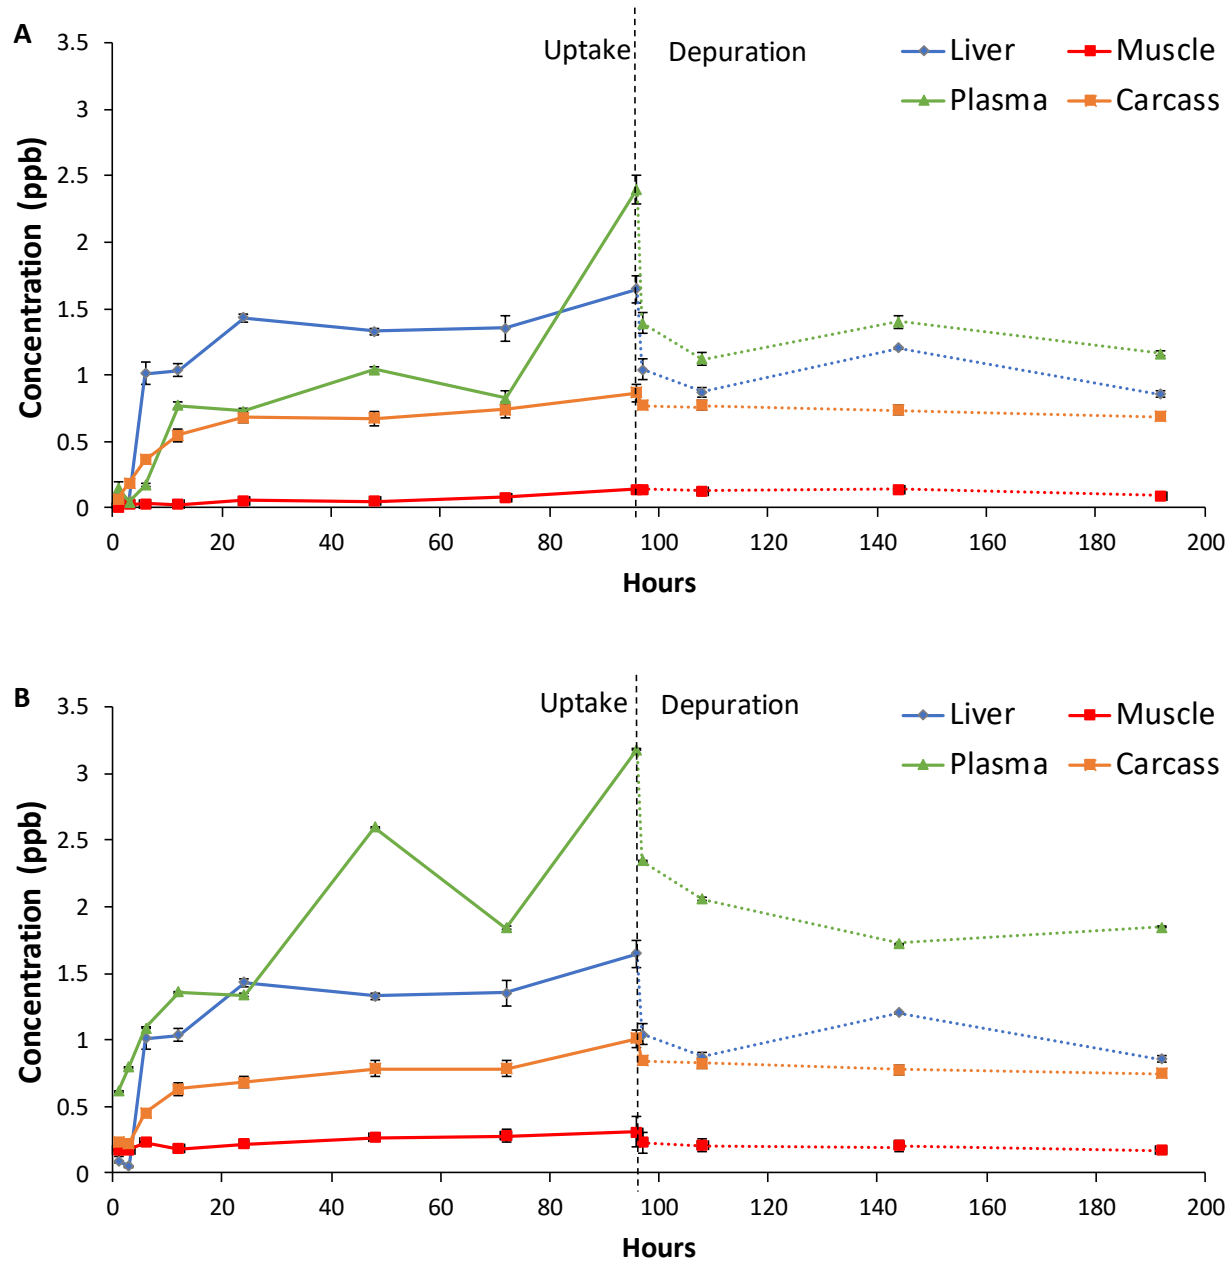 A
Uptake
Depuration
Liver
Muscle
Plasma
Carcass
3.5
3
2.5
2
1.5
1
0.5
0
Concentration (ppb)
0 20 40 60 80 100 120 140 160 180 200
Hours
B
Uptake
Depuration
Liver
Muscle
Plasma
Carcass
3.5
3
2.5
2
1.5
1
0.5
0
Concentration (ppb)
0 20 40 60 80 100 120 140 160 180 200
Hours